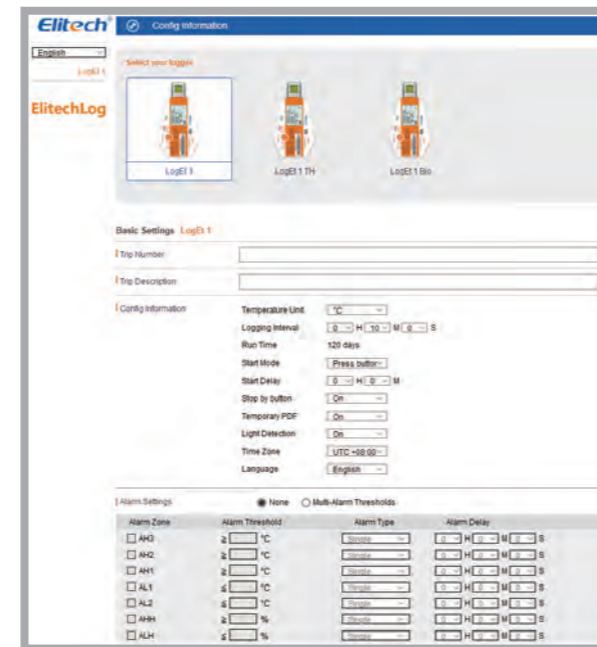 Elitech® Config Information
English
LogEt 1
Select your logger
ElitechLog
LogEt 1 LogEt 1 TH LogEt 1 Bio
Basic Settings LogEt 1
Trip Number
Trip Description
Config Information Temperature Unit °C
Logging Interval 0 H 10 M 0 S
Run Time 120 days
Start Mode Press button
Start Delay 0 H 0 M
Stop by button On
Temporary PDF On
Light Detection On
Time Zone UTC +08:00
Language English
Alarm Settings None Multi-Alarm Thresholds
Alarm Zone Alarm Threshold Alarm Type Alarm Delay
AH3 ≥ °C Single 0 H 0 M 0 S
AH2 ≥ °C Single 0 H 0 M 0 S
AH1 ≥ °C Single 0 H 0 M 0 S
AL1 ≤ °C Single 0 H 0 M 0 S
AL2 ≤ °C Single 0 H 0 M 0 S
AHH ≥ % Single 0 H 0 M 0 S
ALH ≤ % Single 0 H 0 M 0 S